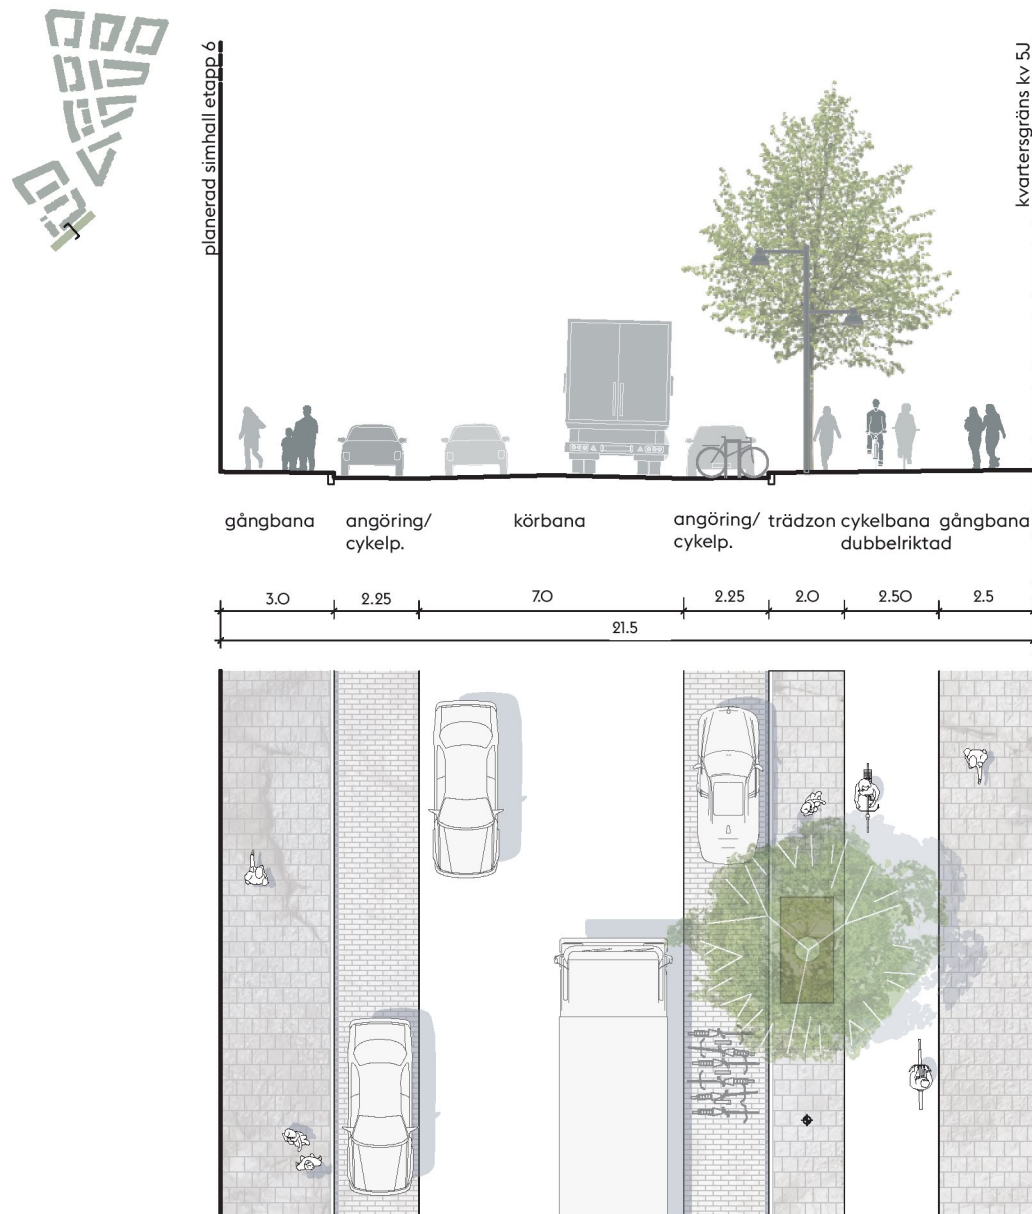 planerad simhall etapp 6
kvartersgräns kv 5J
gångbana
angöring/
cykelp.
körbana
angöring/
cykelp.
trädzon
cykelbana
dubbelriktad
gångbana
3.0
2.25
7.0
2.25
2.0
2.50
2.5
21.5